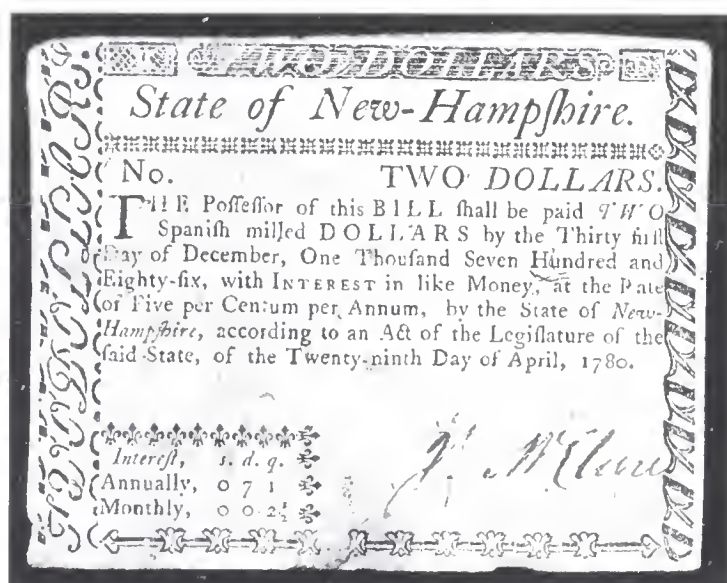 TWO DOLLARS
State of New-Hampſhire.
No. TWO DOLLARS.
THE Poſſeſſor of this BILL ſhall be paid TWO
Spaniſh milled DOLLARS by the Thirty firſt
Day of December, One Thouſand Seven Hundred and
Eighty-ſix, with INTEREST in like Money, at the Rate
of Five per Centum per Annum, by the State of New-
Hampſhire, according to an Act of the Legiſlature of the
ſaid State, of the Twenty-ninth Day of April, 1780.
Intereſt, s. d. q.
Annually, 0 7 1
Monthly, 0 0 2½
TWO DOLLARS.